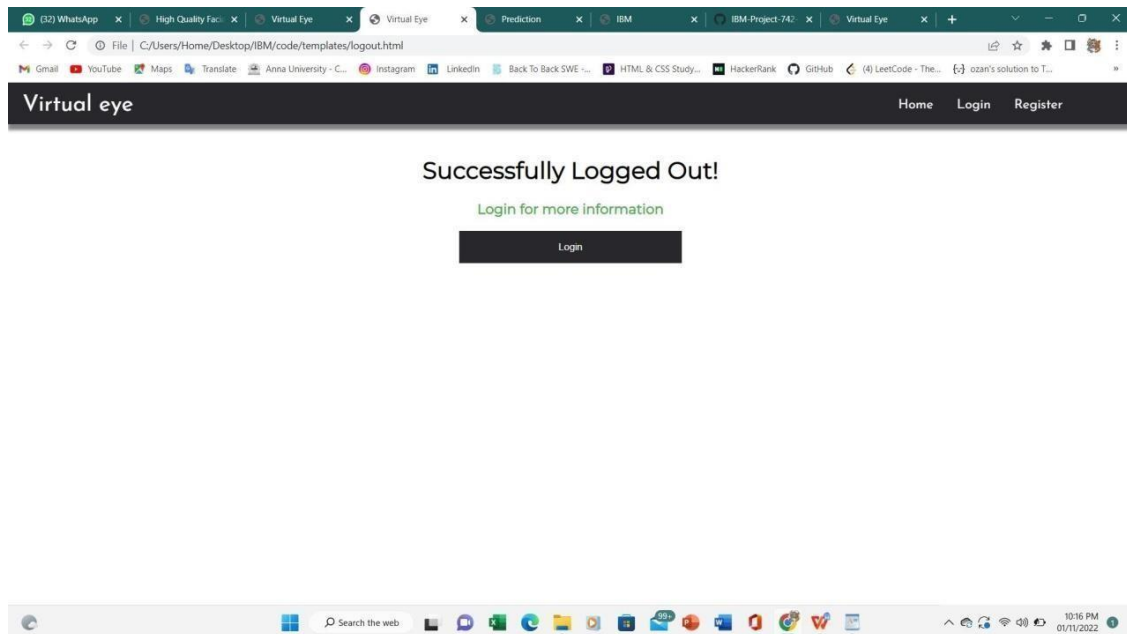 (32) WhatsApp High Quality Faci Virtual Eye Virtual Eye Prediction IBM IBM-Project-742 Virtual Eye
File | C:/Users/Home/Desktop/IBM/code/templates/logout.html
Gmail YouTube Maps Translate Anna University - C... Instagram LinkedIn Back To Back SWE -... HTML & CSS Study... HackerRank GitHub (4) LeetCode - The... ozan's solution to T... »
Virtual eye Home Login Register
Successfully Logged Out!
Login for more information
Login
Search the web 99+ 10:16 PM
01/11/2022